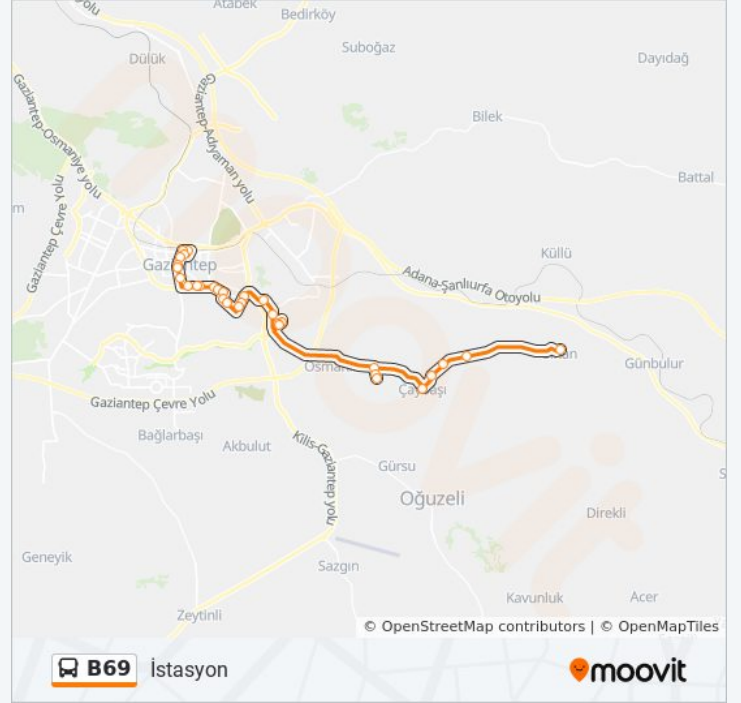 yolu
Atabek
Bedirköy
Suboğaz
Dülük
Dayıdağ
Gaziantep-Osmaniye yolu
Gaziantep-Adıyaman yolu
Bilek
Battal
Gaziantep Çevre Yolu
m
Gaziantep
Küllü
Adana-Şanlıurfa Otoyolu
Günbulur
Gaziantep Çevre Yolu
Bağlarbaşı
Akbulut
Kilis-Gaziantep yolu
Gürsu
Oğuzeli
Direkli
Geneyik
Sazgın
Kavunluk
Acer
Zeytinli
© OpenStreetMap contributors | © OpenMapTiles
B69 İstasyon
moovit